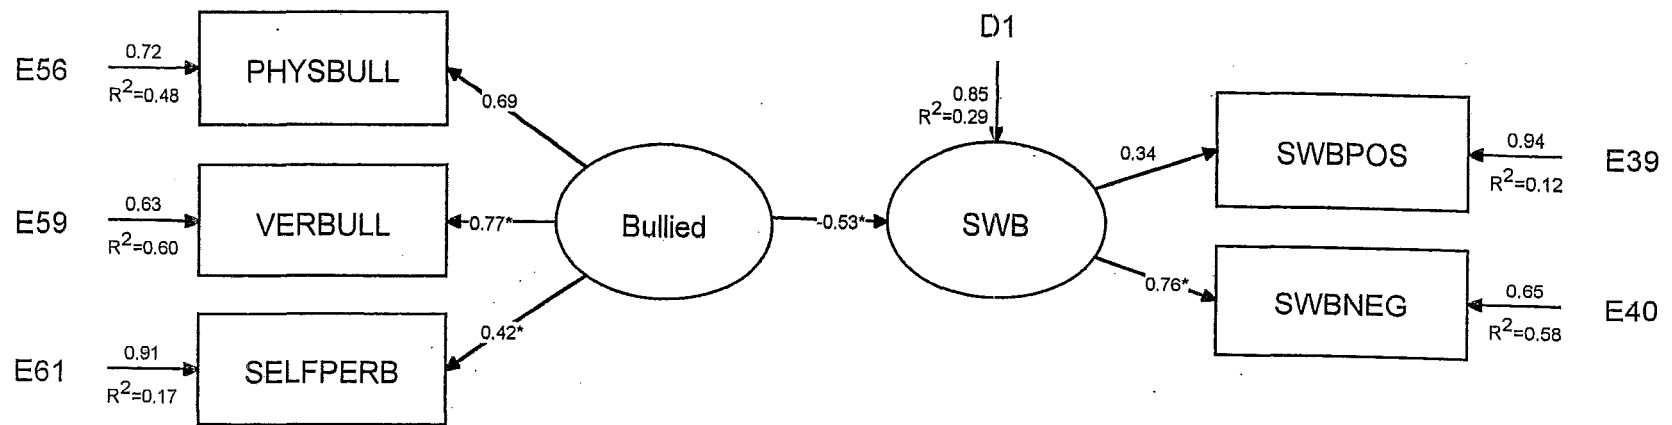 D1
E56
0.72
R2=0.48
PHYSBULL
0.69
0.85
R2=0.29
0.34
SWBPOS
0.94
R2=0.12
E39
E59
0.63
R2=0.60
VERBULL
0.77*
Bullied
-0.53*
SWB
0.76*
SWBNEG
0.65
R2=0.58
E40
E61
0.91
R2=0.17
SELFPERB
0.42*